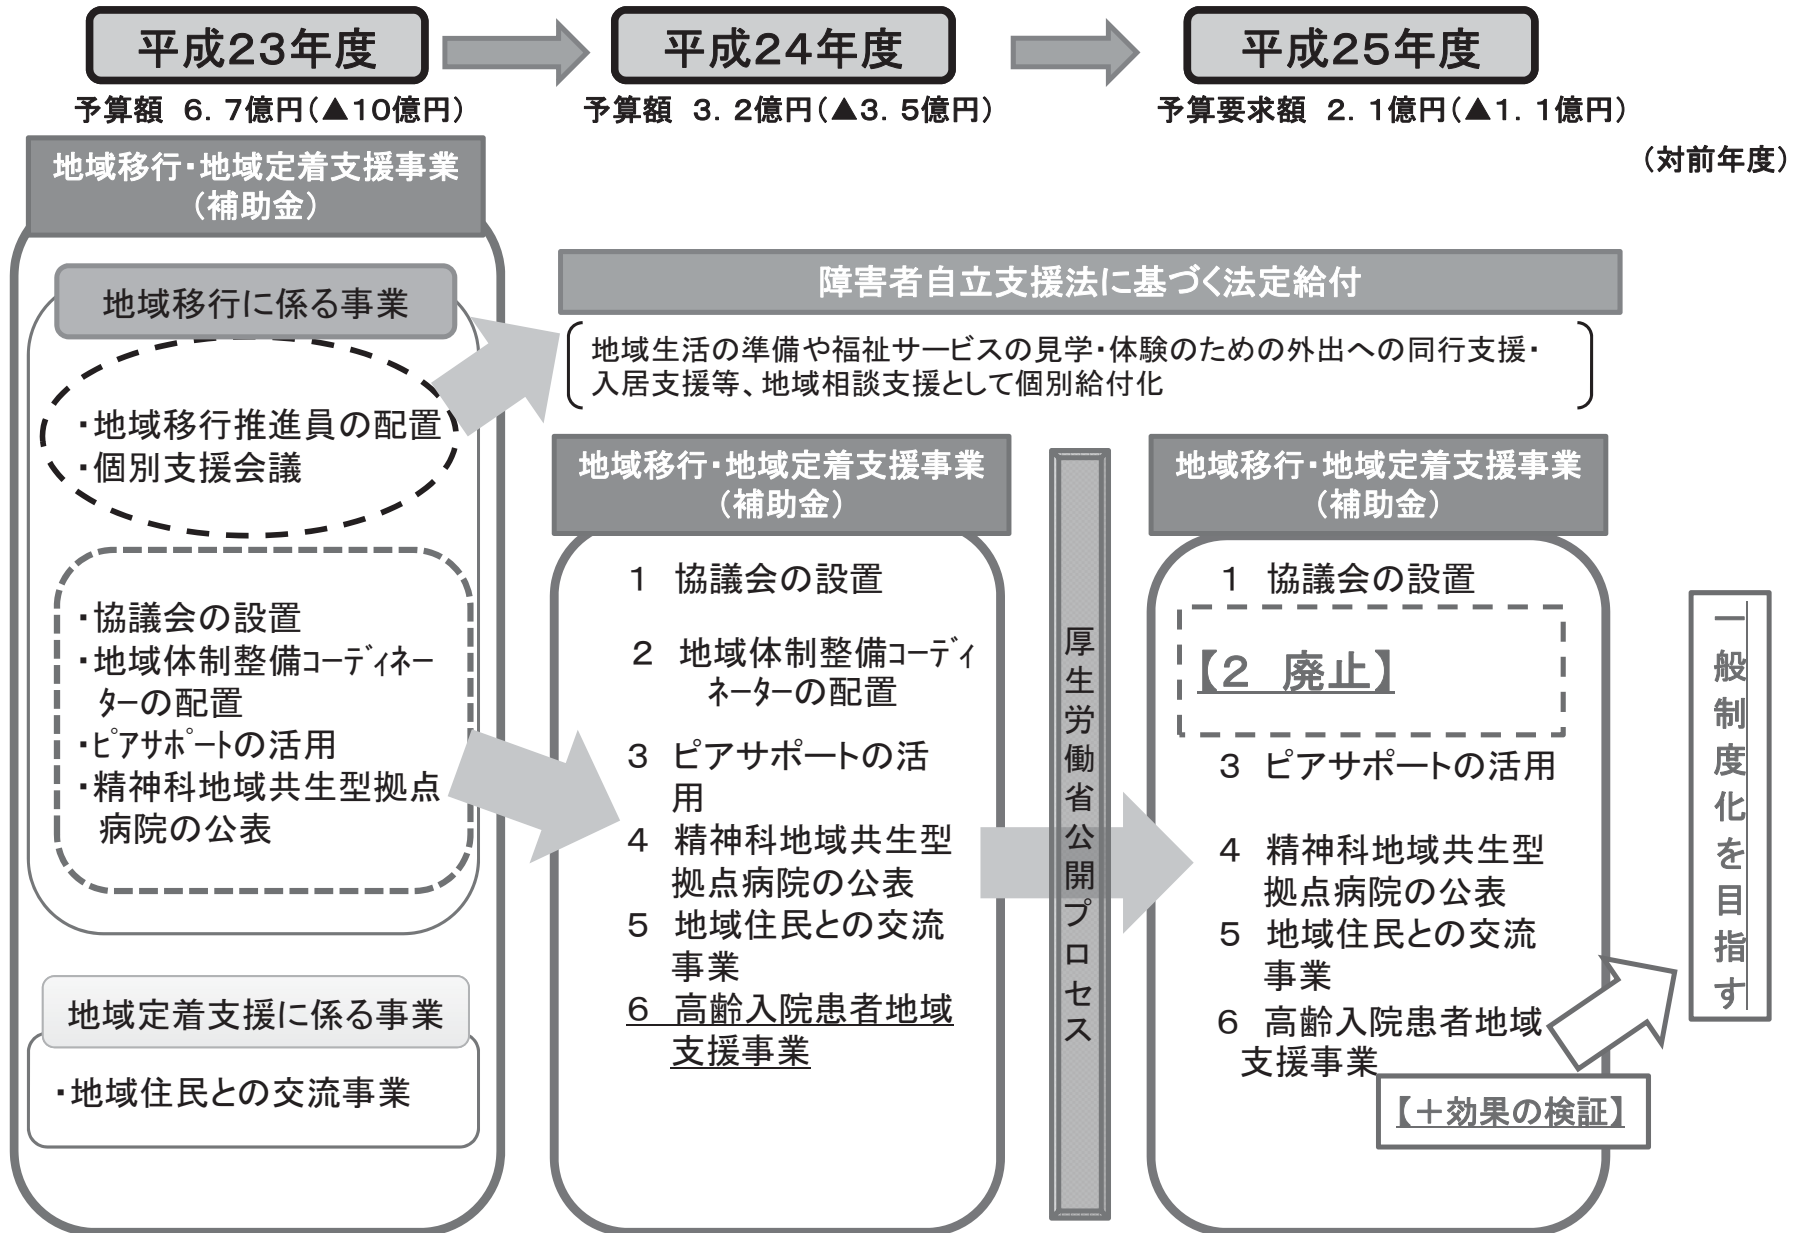 平成23年度
平成24年度
平成25年度
予算額 6．7億円（▲10億円）
予算額 3．2億円（▲3．5億円）
予算要求額 2．1億円（▲1．1億円）
（対前年度）
地域移行・地域定着支援事業
（補助金）
地域移行に係る事業
・地域移行推進員の配置
・個別支援会議
・協議会の設置
・地域体制整備ｺｰﾃﾞｨﾈｰ
ﾀｰの配置
・ﾋﾟｱｻﾎﾟｰﾄの活用
・精神科地域共生型拠点
病院の公表
地域定着支援に係る事業
・地域住民との交流事業
障害者自立支援法に基づく法定給付
地域生活の準備や福祉サービスの見学・体験のための外出への同行支援・
入居支援等、地域相談支援として個別給付化
地域移行・地域定着支援事業
（補助金）
1 協議会の設置
2 地域体制整備ｺｰﾃﾞｨ
ﾈｰﾀｰの配置
3 ピアサポートの活
用
4 精神科地域共生型
拠点病院の公表
5 地域住民との交流
事業
6 高齢入院患者地域
支援事業
厚生労働省公開プロセス
地域移行・地域定着支援事業
（補助金）
1 協議会の設置
【2 廃止】
3 ピアサポートの活用
4 精神科地域共生型
拠点病院の公表
5 地域住民との交流
事業
6 高齢入院患者地域
支援事業
【＋効果の検証】
一般制度化を目指す